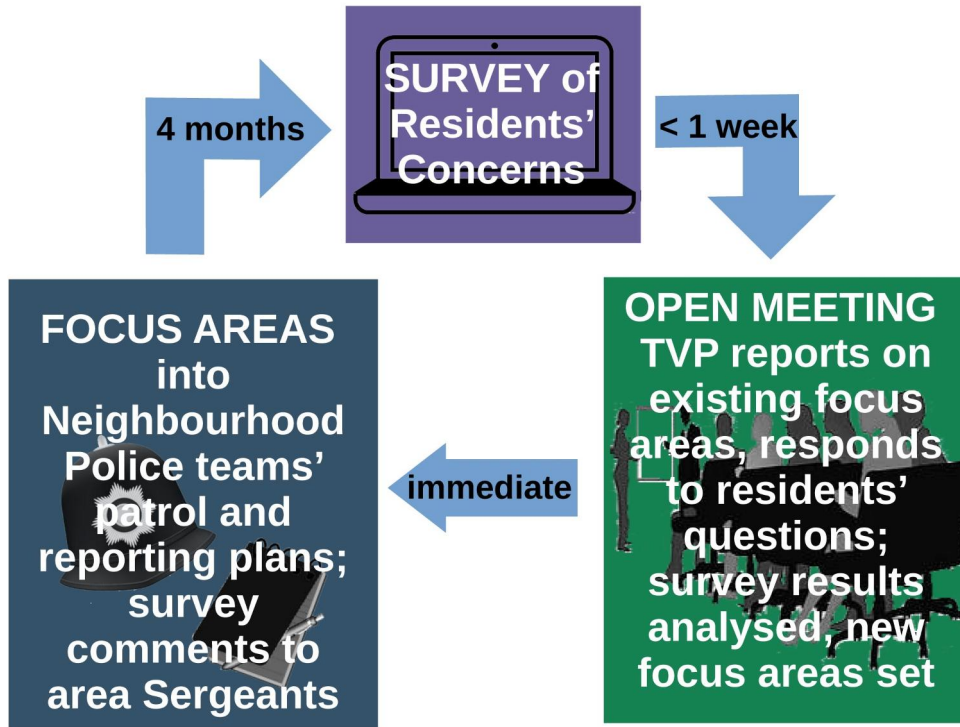 SURVEY of
Residents’
Concerns
4 months
< 1 week
OPEN MEETING
TVP reports on
existing focus
areas, responds
to residents’
questions;
survey results
analysed, new
focus areas set
immediate
FOCUS AREAS
into
Neighbourhood
Police teams’
patrol and
reporting plans;
survey
comments to
area Sergeants